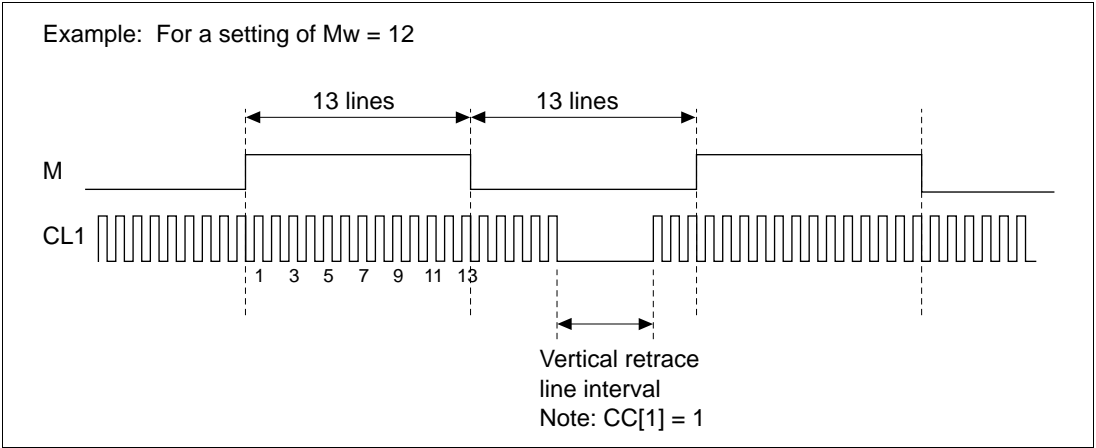 Example: For a setting of Mw = 12
13 lines 13 lines
M
CL1
1 3 5 7 9 11 13
Vertical retrace
line interval
Note: CC[1] = 1